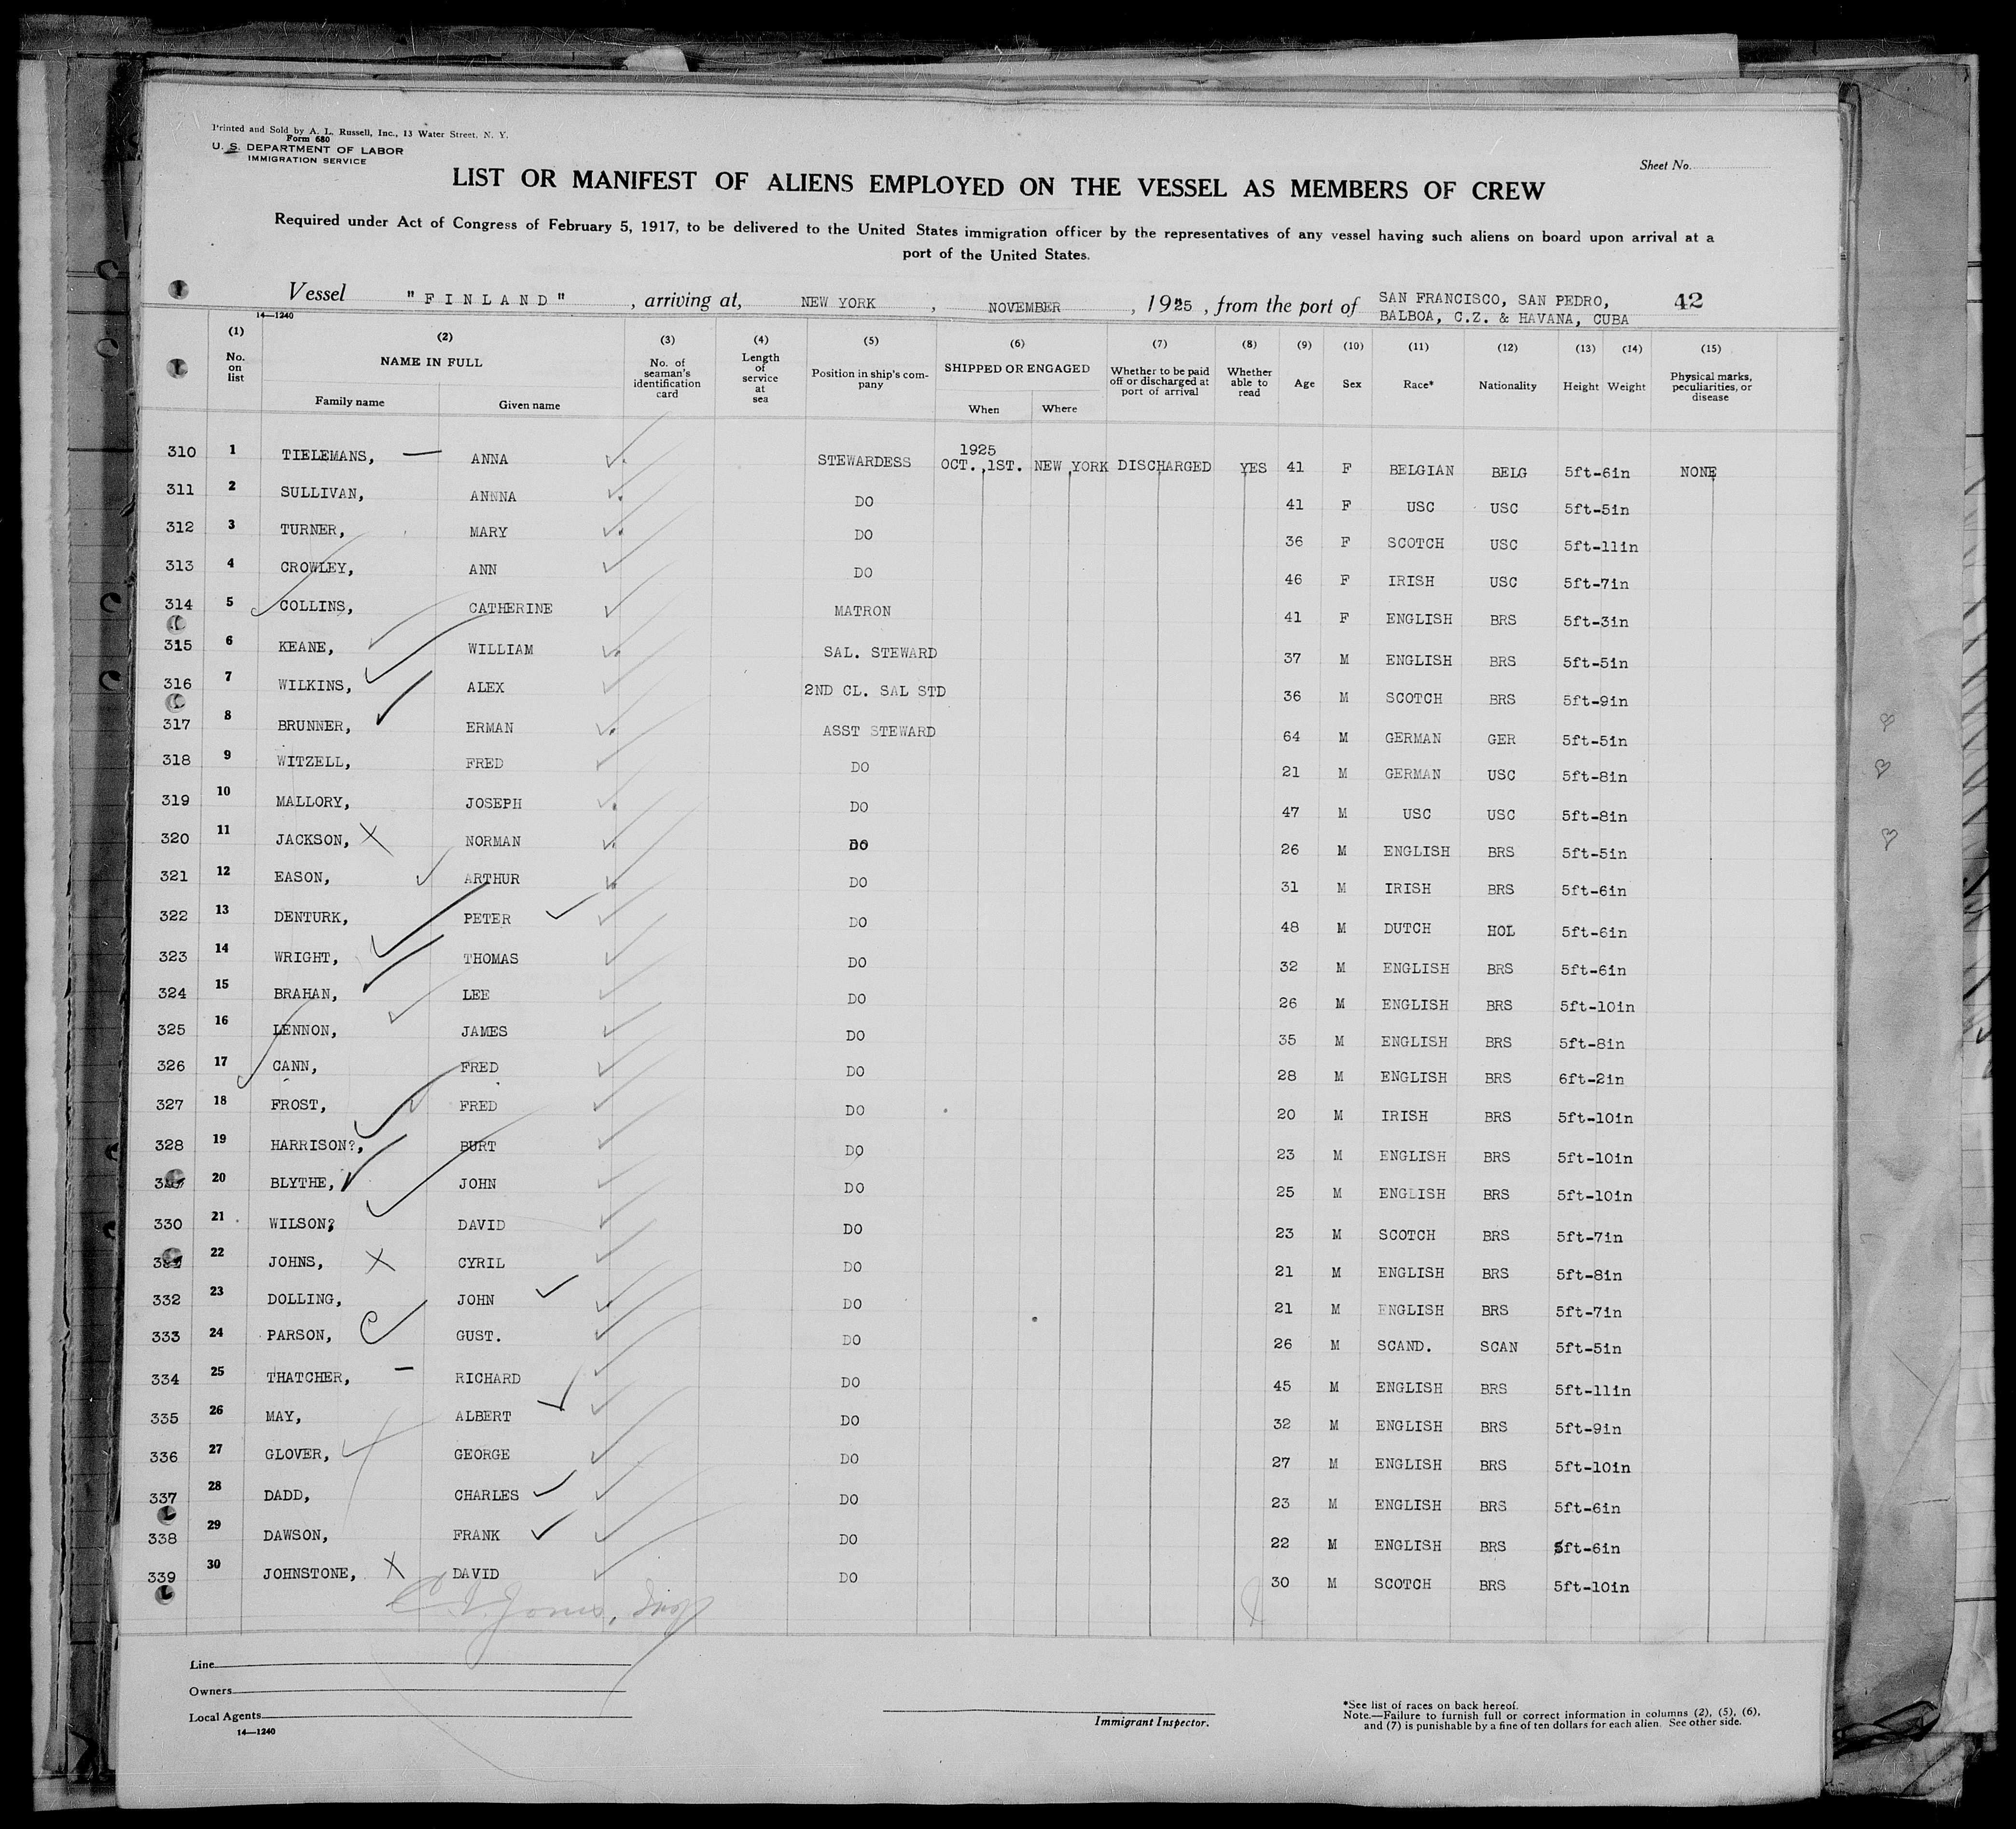 Printed and Sold by A. L. Russell, Inc., 13 Water Street, N. Y.
Form 680
U. S. DEPARTMENT OF LABOR
IMMIGRATION SERVICE
Sheet No.
LIST OR MANIFEST OF ALIENS EMPLOYED ON THE VESSEL AS MEMBERS OF CREW
Required under Act of Congress of February 5, 1917, to be delivered to the United States immigration officer by the representatives of any vessel having such aliens on board upon arrival at a
port of the United States.
Vessel "FINLAND", arriving at, NEW YORK, NOVEMBER, 1925, from the port of SAN FRANCISCO, SAN PEDRO, BALBOA, C.Z. & HAVANA, CUBA 42
14—1240
(1) No. on list (2) NAME IN FULL Family name Given name (3) No. of seaman's identification card (4) Length of service at sea (5) Position in ship's company (6) SHIPPED OR ENGAGED When Where (7) Whether to be paid off or discharged at port of arrival (8) Whether able to read (9) Age (10) Sex (11) Race* (12) Nationality (13) Height (14) Weight (15) Physical marks, peculiarities, or disease
310 1 TIELEMANS, ANNA STEWARDESS 1925 OCT. 1ST. NEW YORK DISCHARGED YES 41 F BELGIAN BELG 5ft-6in NONE
311 2 SULLIVAN, ANNNA DO 41 F USC USC 5ft-5in
312 3 TURNER, MARY DO 36 F SCOTCH USC 5ft-11in
313 4 CROWLEY, ANN DO 46 F IRISH USC 5ft-7in
314 5 COLLINS, CATHERINE MATRON 41 F ENGLISH BRS 5ft-3in
315 6 KEANE, WILLIAM SAL. STEWARD 37 M ENGLISH BRS 5ft-5in
316 7 WILKINS, ALEX 2ND CL. SAL STD 36 M SCOTCH BRS 5ft-9in
317 8 BRUNNER, ERMAN ASST STEWARD 64 M GERMAN GER 5ft-5in
318 9 WITZELL, FRED DO 21 M GERMAN USC 5ft-8in
319 10 MALLORY, JOSEPH DO 47 M USC USC 5ft-8in
320 11 JACKSON, NORMAN DO 26 M ENGLISH BRS 5ft-5in
321 12 EASON, ARTHUR DO 31 M IRISH BRS 5ft-6in
322 13 DENTURK, PETER DO 48 M DUTCH HOL 5ft-6in
323 14 WRIGHT, THOMAS DO 32 M ENGLISH BRS 5ft-6in
324 15 BRAHAN, LEE DO 26 M ENGLISH BRS 5ft-10in
325 16 LENNON, JAMES DO 35 M ENGLISH BRS 5ft-8in
326 17 CANN, FRED DO 28 M ENGLISH BRS 6ft-2in
327 18 FROST, FRED DO 20 M IRISH BRS 5ft-10in
328 19 HARRISON?, BURT DO 23 M ENGLISH BRS 5ft-10in
20 BLYTHE, JOHN DO 25 M ENGLISH BRS 5ft-10in
330 21 WILSON? DAVID DO 23 M SCOTCH BRS 5ft-7in
22 JOHNS, CYRIL DO 21 M ENGLISH BRS 5ft-8in
332 23 DOLLING, JOHN DO 21 M ENGLISH BRS 5ft-7in
333 24 PARSON, GUST. DO 26 M SCAND. SCAN 5ft-5in
334 25 THATCHER, RICHARD DO 45 M ENGLISH BRS 5ft-11in
335 26 MAY, ALBERT DO 32 M ENGLISH BRS 5ft-9in
336 27 GLOVER, GEORGE DO 27 M ENGLISH BRS 5ft-10in
337 28 DADD, CHARLES DO 23 M ENGLISH BRS 5ft-6in
338 29 DAWSON, FRANK DO 22 M ENGLISH BRS 5ft-6in
339 30 JOHNSTONE, DAVID DO 30 M SCOTCH BRS 5ft-10in
Jones, Insp
Line
Owners
Local Agents
14—1240
Immigrant Inspector.
*See list of races on back hereof.
Note.—Failure to furnish full or correct information in columns (2), (5), (6),
and (7) is punishable by a fine of ten dollars for each alien. See other side.